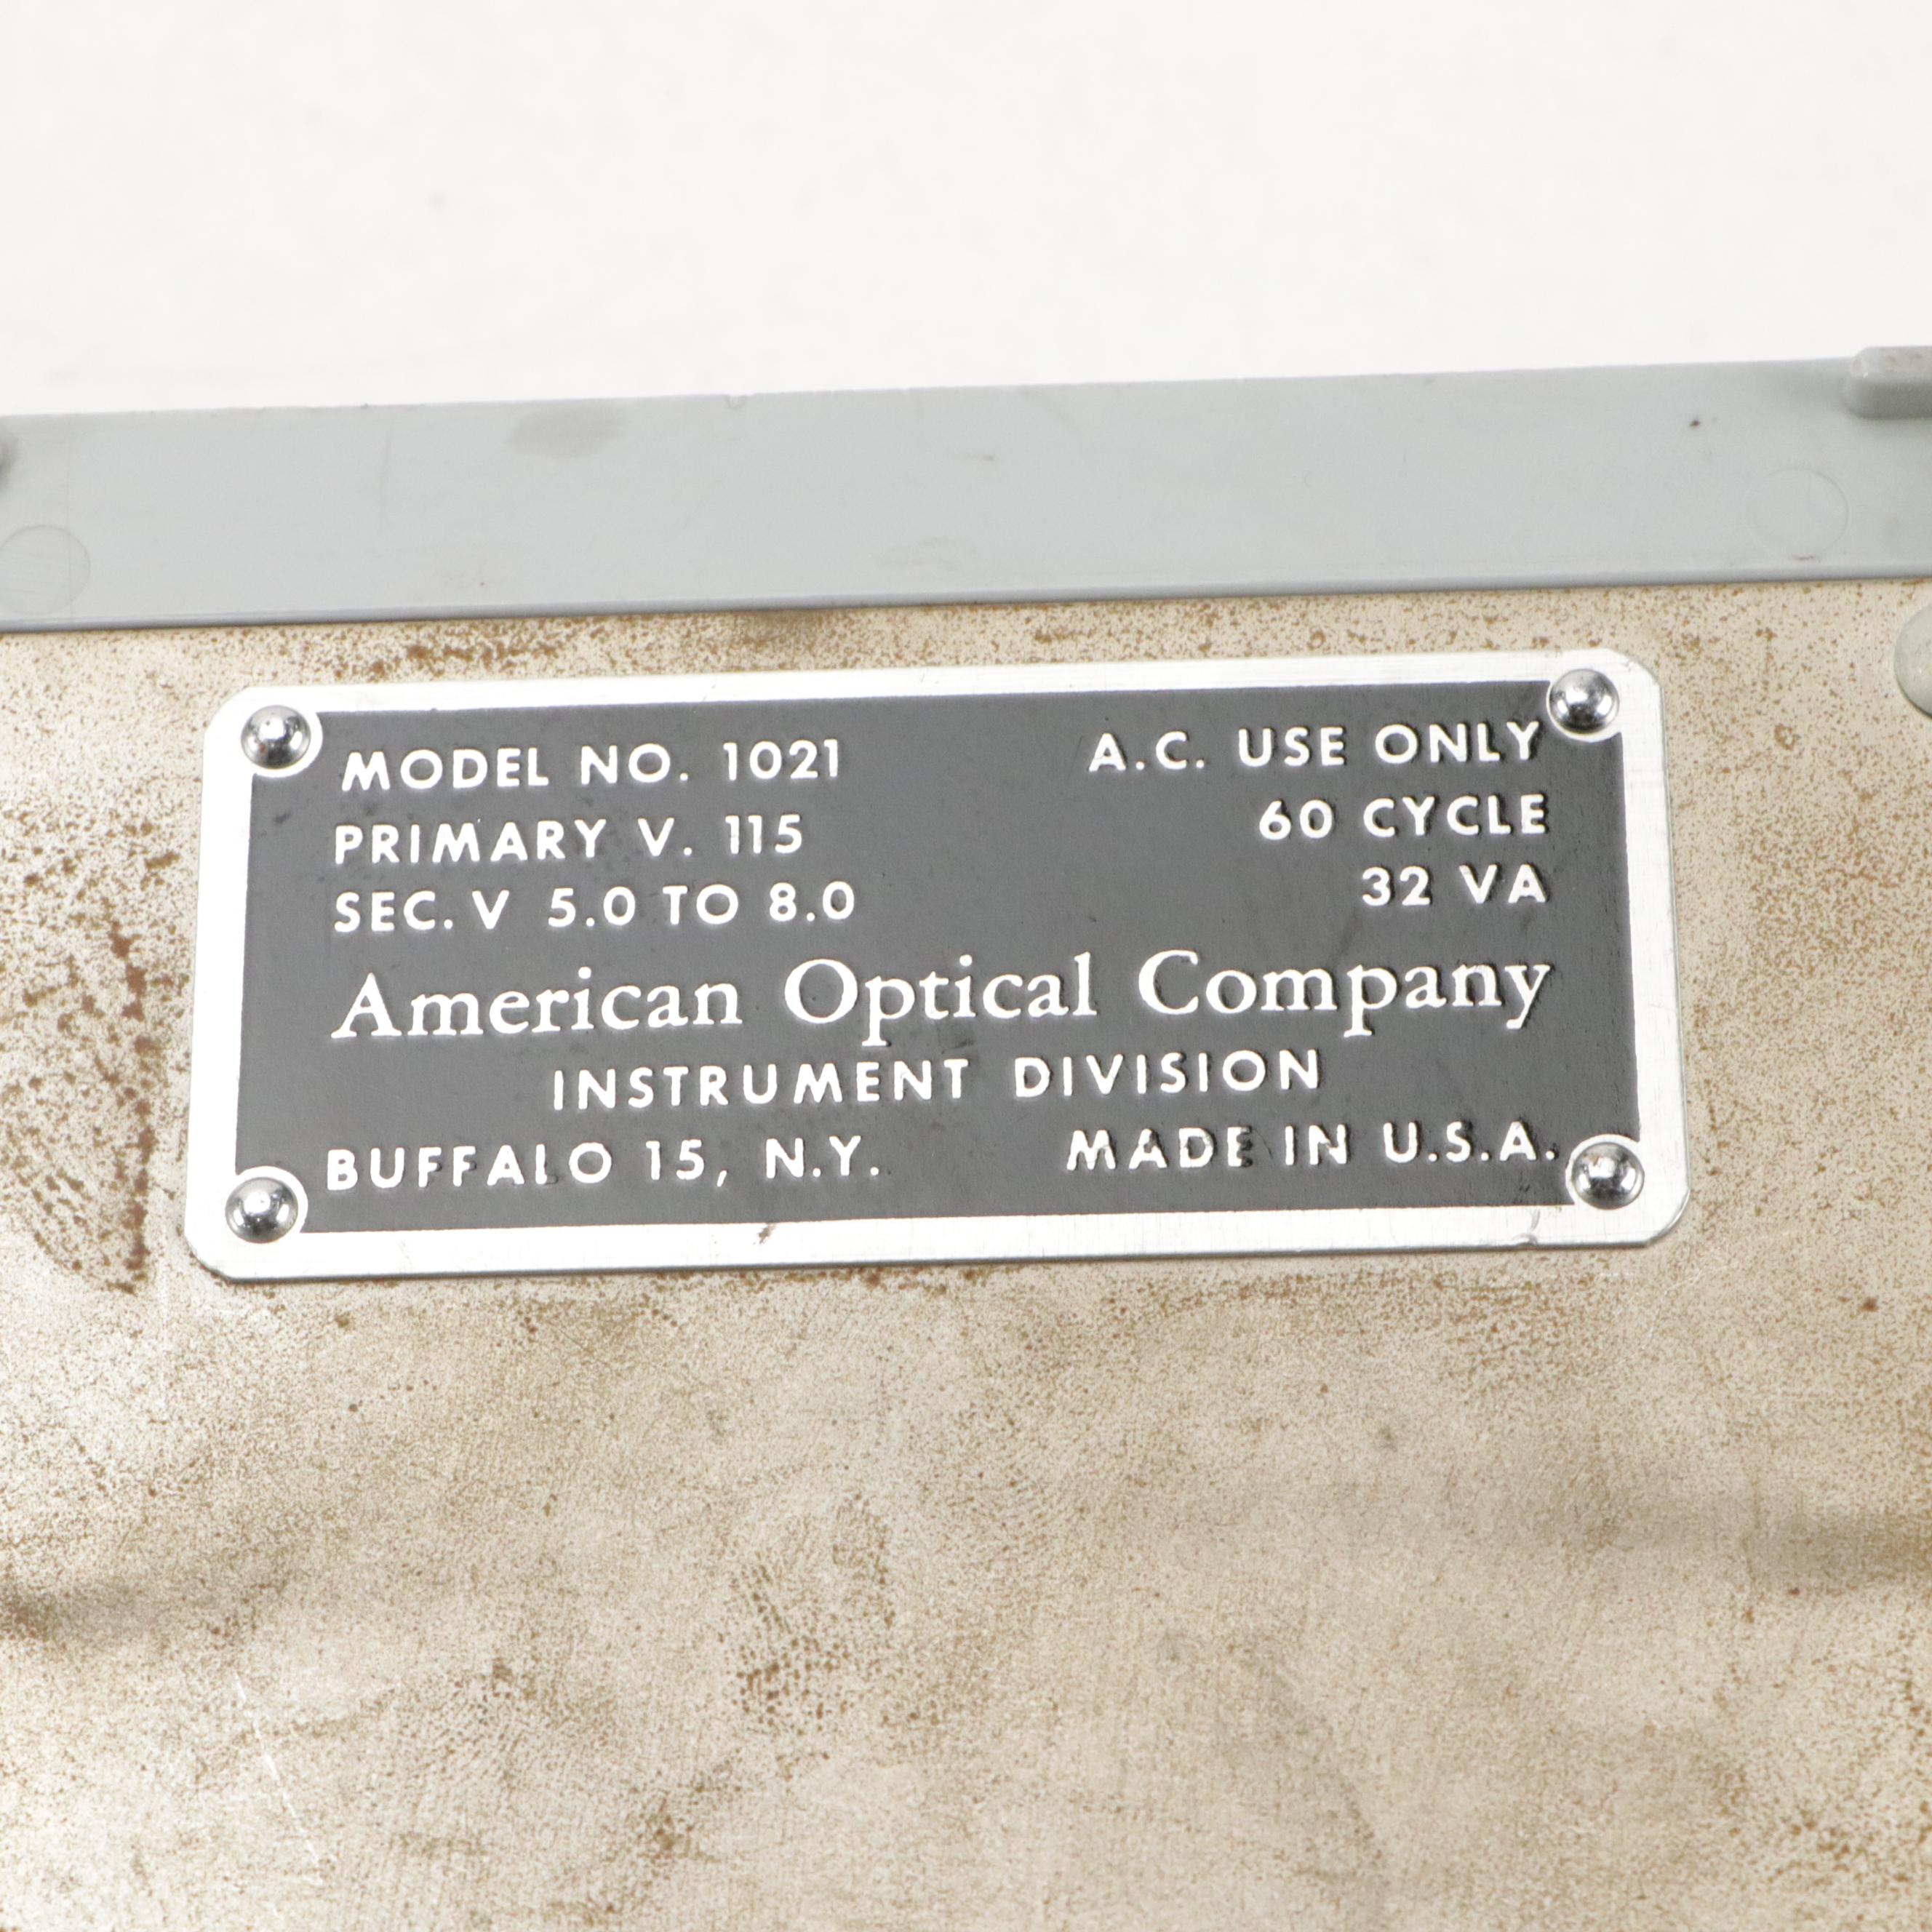 MODEL NO. 1021 A.C. USE ONLY
PRIMARY V. 115 60 CYCLE
SEC. V 5.0 TO 8.0 32 VA
American Optical Company
INSTRUMENT DIVISION
BUFFALO 15, N.Y. MADE IN U.S.A.